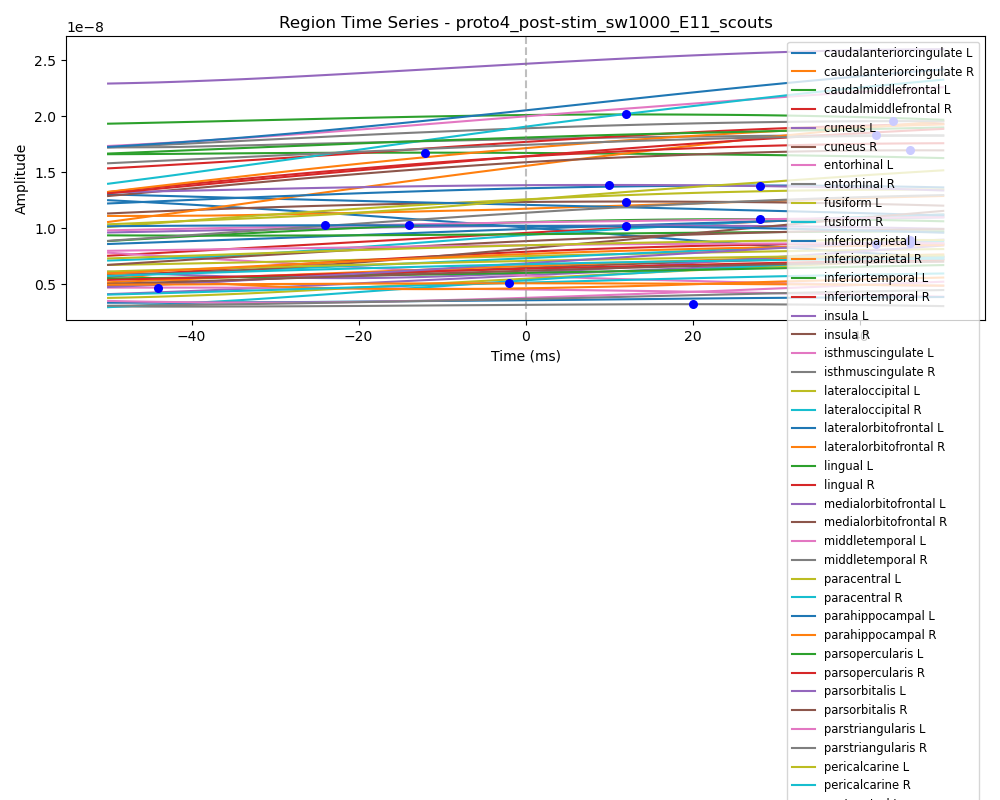 Region Time Series - proto4_post-stim_sw1000_E11_scouts
1e−8
2.5
2.0
1.5
1.0
0.5
Amplitude
−40
−20
0
20
Time (ms)
caudalanteriorcingulate L
caudalanteriorcingulate R
caudalmiddlefrontal L
caudalmiddlefrontal R
cuneus L
cuneus R
entorhinal L
entorhinal R
fusiform L
fusiform R
inferiorparietal L
inferiorparietal R
inferiortemporal L
inferiortemporal R
insula L
insula R
isthmuscingulate L
isthmuscingulate R
lateraloccipital L
lateraloccipital R
lateralorbitofrontal L
lateralorbitofrontal R
lingual L
lingual R
medialorbitofrontal L
medialorbitofrontal R
middletemporal L
middletemporal R
paracentral L
paracentral R
parahippocampal L
parahippocampal R
parsopercularis L
parsopercularis R
parsorbitalis L
parsorbitalis R
parstriangularis L
parstriangularis R
pericalcarine L
pericalcarine R